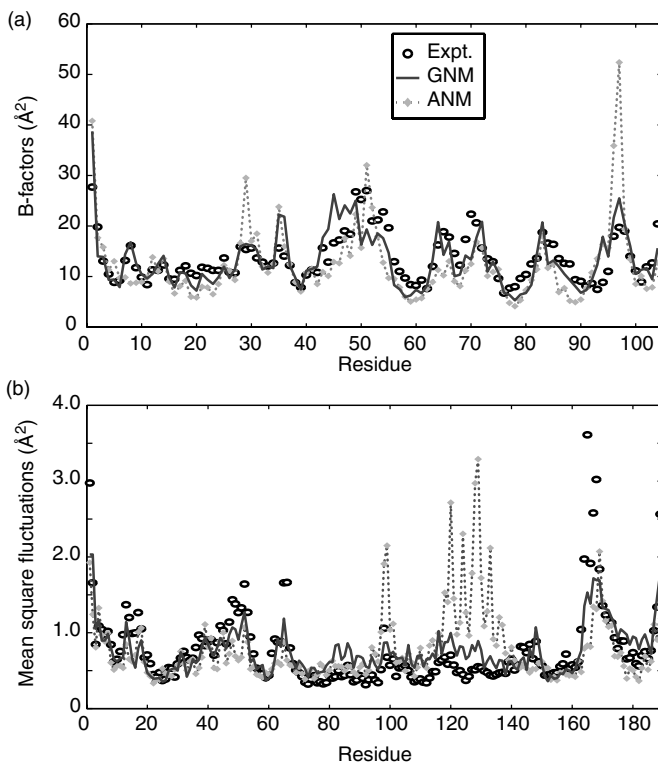 (a)
60
50
40
30
20
10
0
B-factors (Å²)
Expt.
GNM
ANM
0 10 20 30 40 50 60 70 80 90 100
Residue
(b)
4.0
3.0
2.0
1.0
0
Mean square fluctuations (Å²)
0 20 40 60 80 100 120 140 160 180
Residue